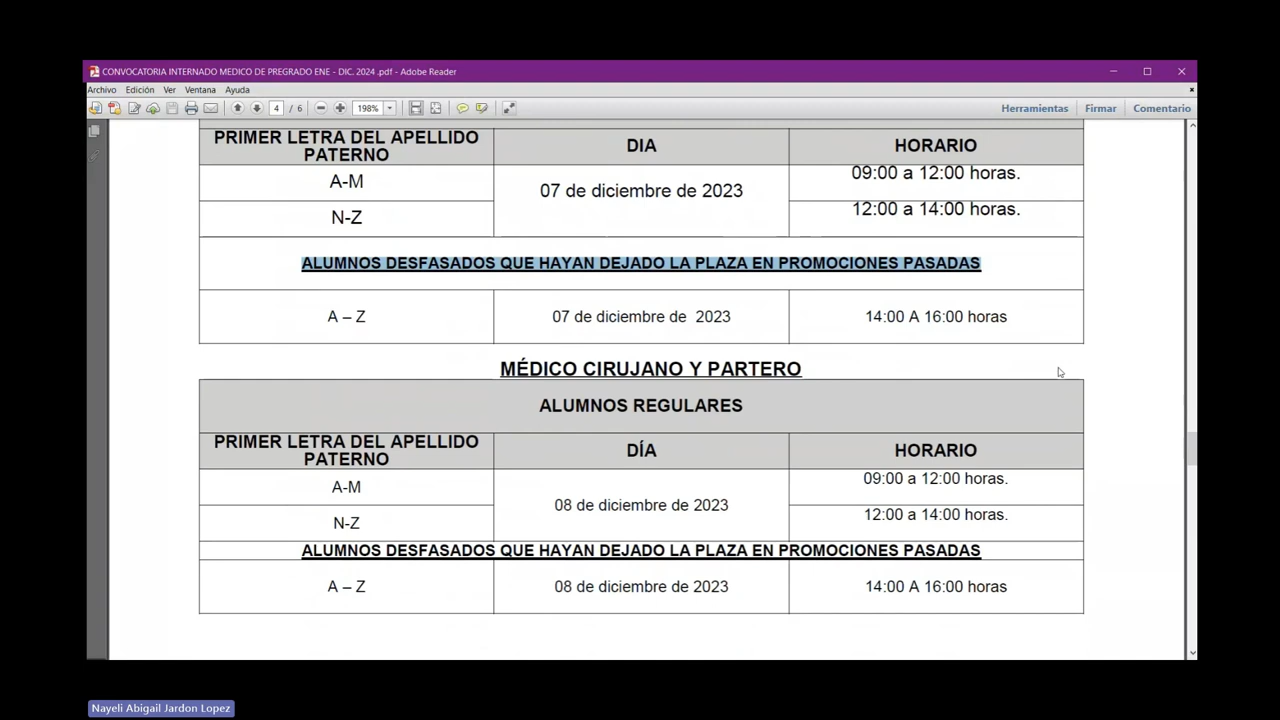 CONVOCATORIA INTERNADO MEDICO DE PREGRADO ENE - DIC. 2024 .pdf - Adobe Reader
Archivo Edición Ver Ventana Ayuda
4 / 6 198% Herramientas Firmar Comentario
PRIMER LETRA DEL APELLIDO
PATERNO
DIA
HORARIO
A-M
07 de diciembre de 2023
09:00 a 12:00 horas.
N-Z
12:00 a 14:00 horas.
ALUMNOS DESFASADOS QUE HAYAN DEJADO LA PLAZA EN PROMOCIONES PASADAS
A – Z
07 de diciembre de 2023
14:00 A 16:00 horas
MÉDICO CIRUJANO Y PARTERO
ALUMNOS REGULARES
PRIMER LETRA DEL APELLIDO
PATERNO
DÍA
HORARIO
A-M
08 de diciembre de 2023
09:00 a 12:00 horas.
N-Z
12:00 a 14:00 horas.
ALUMNOS DESFASADOS QUE HAYAN DEJADO LA PLAZA EN PROMOCIONES PASADAS
A – Z
08 de diciembre de 2023
14:00 A 16:00 horas
Nayeli Abigail Jardon Lopez